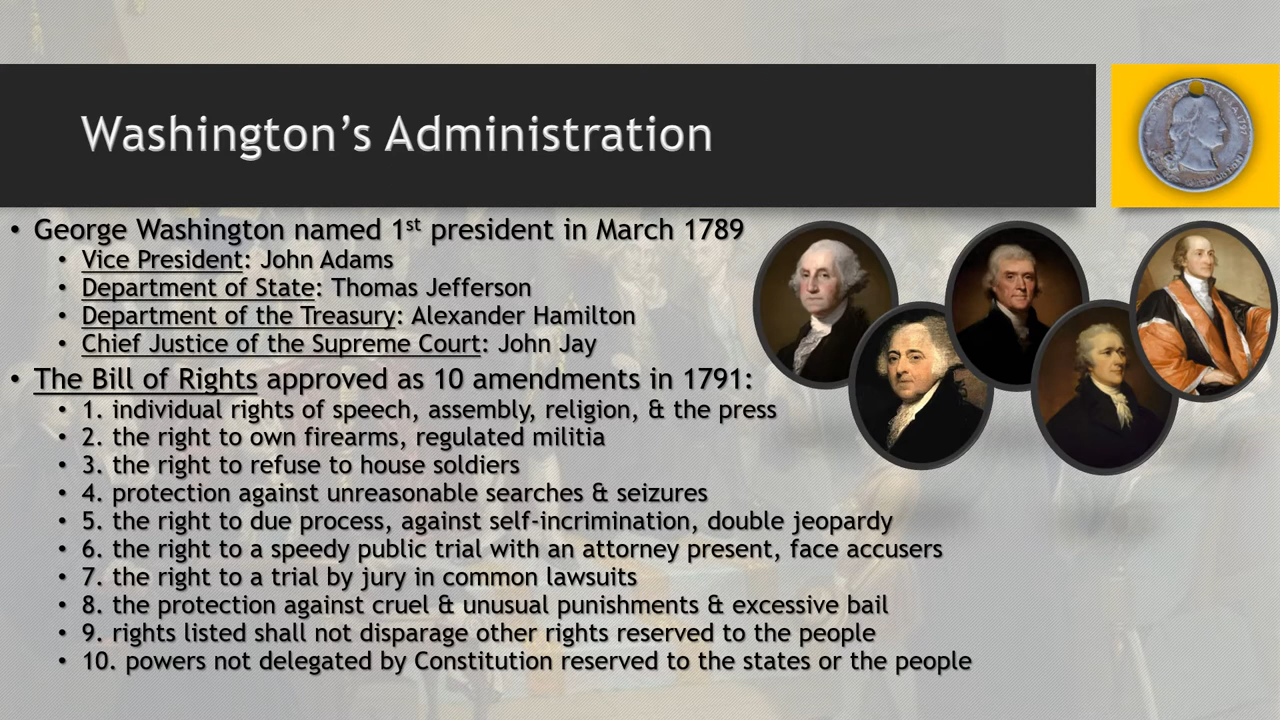 Washington’s Administration
• George Washington named 1st president in March 1789
• Vice President: John Adams
• Department of State: Thomas Jefferson
• Department of the Treasury: Alexander Hamilton
• Chief Justice of the Supreme Court: John Jay
• The Bill of Rights approved as 10 amendments in 1791:
• 1. individual rights of speech, assembly, religion, & the press
• 2. the right to own firearms, regulated militia
• 3. the right to refuse to house soldiers
• 4. protection against unreasonable searches & seizures
• 5. the right to due process, against self-incrimination, double jeopardy
• 6. the right to a speedy public trial with an attorney present, face accusers
• 7. the right to a trial by jury in common lawsuits
• 8. the protection against cruel & unusual punishments & excessive bail
• 9. rights listed shall not disparage other rights reserved to the people
• 10. powers not delegated by Constitution reserved to the states or the people